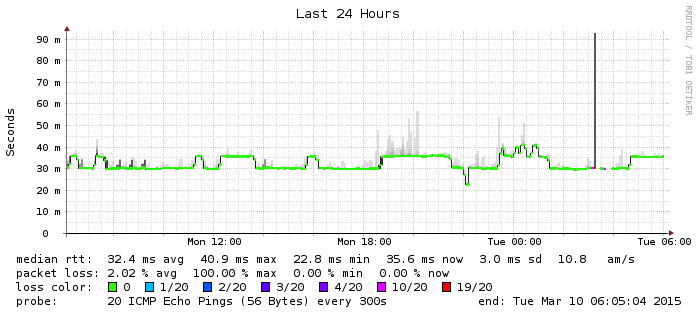 Last 24 Hours
RRDTOOL / TOBI OETIKER
Seconds
90 m
80 m
70 m
60 m
50 m
40 m
30 m
20 m
10 m
0
Mon 12:00 Mon 18:00 Tue 00:00 Tue 06:00
median rtt: 32.4 ms avg 40.9 ms max 22.8 ms min 35.6 ms now 3.0 ms sd 10.8 am/s
packet loss: 2.02 % avg 100.00 % max 0.00 % min 0.00 % now
loss color: 0 1/20 2/20 3/20 4/20 10/20 19/20
probe: 20 ICMP Echo Pings (56 Bytes) every 300s end: Tue Mar 10 06:05:04 2015